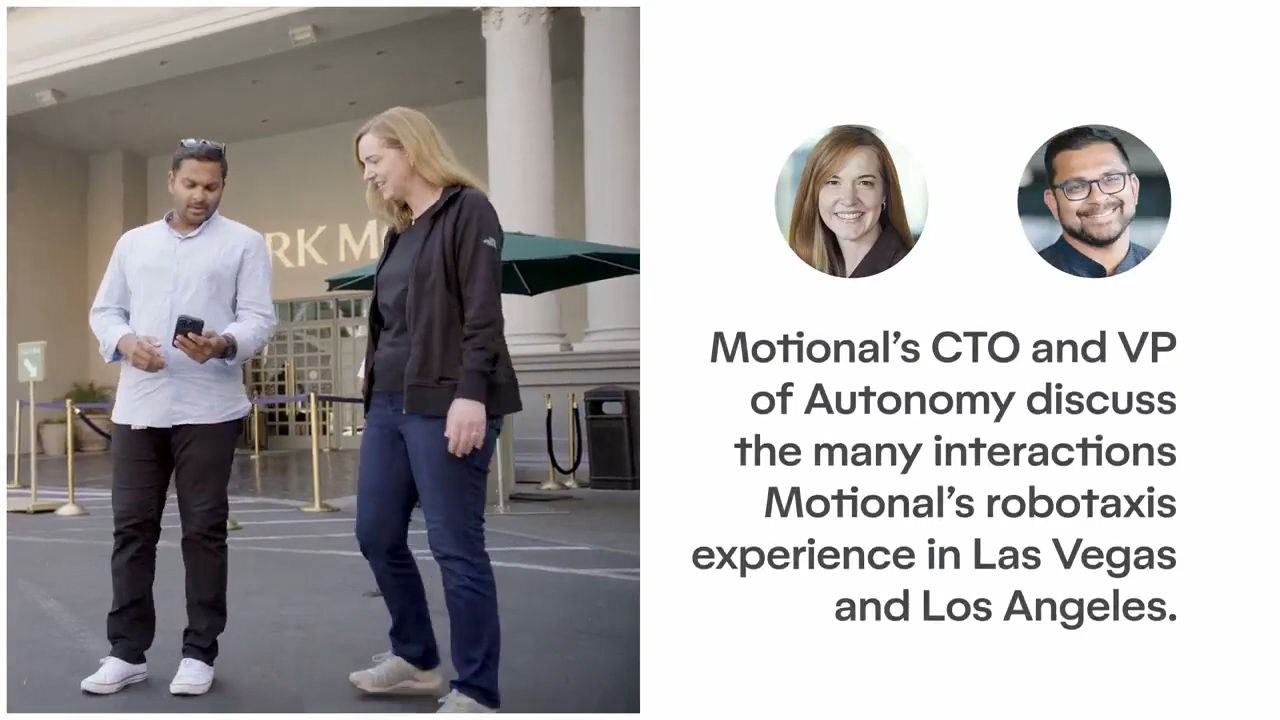 RK M
Motional's CTO and VP
of Autonomy discuss
the many interactions
Motional's robotaxis
experience in Las Vegas
and Los Angeles.